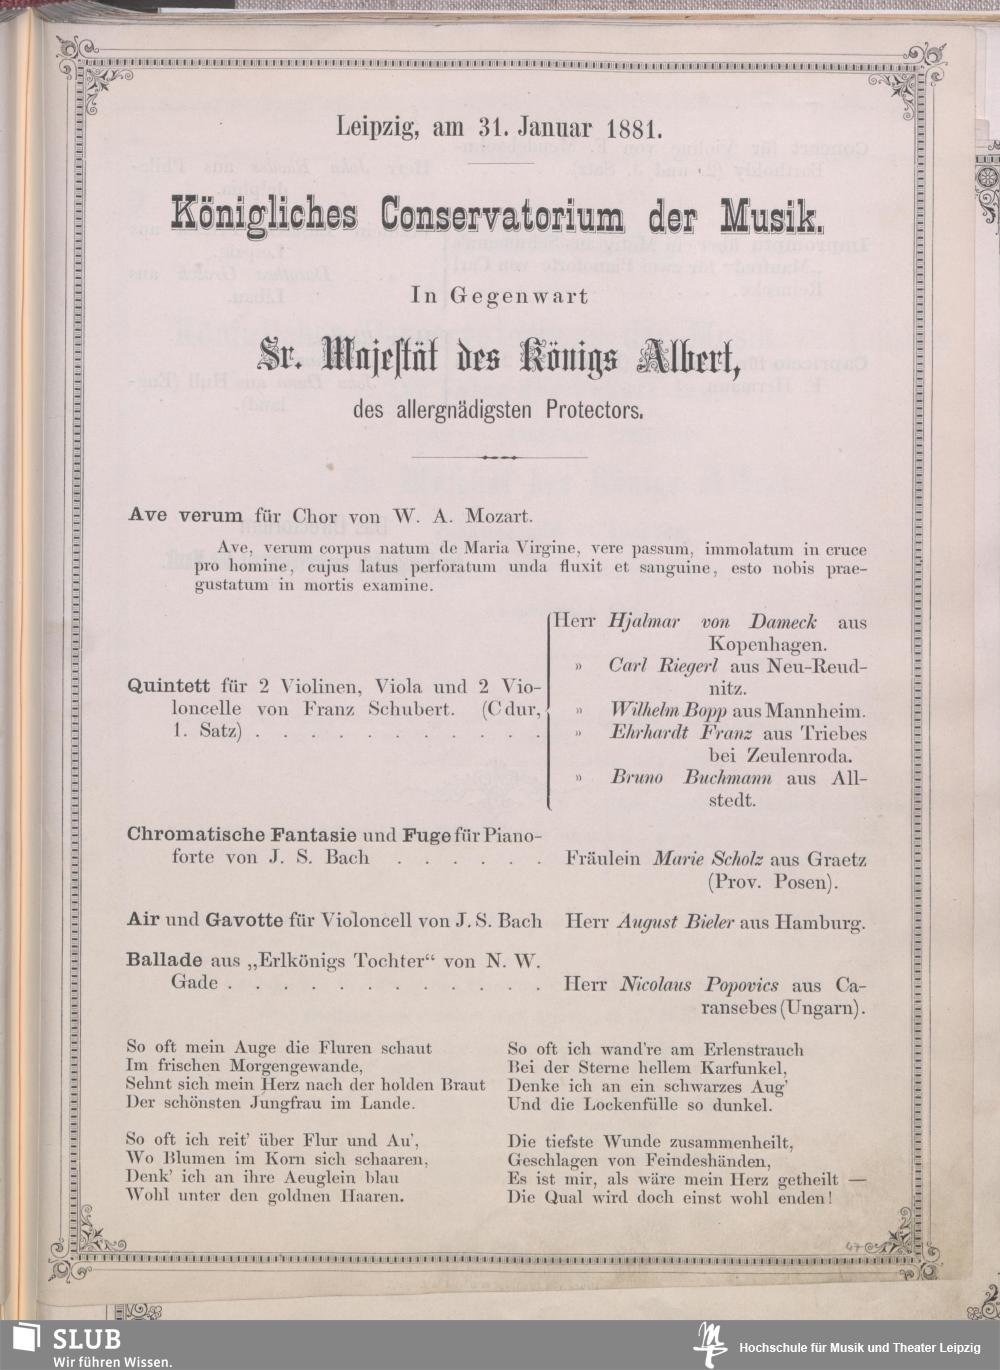 Leipzig, am 31. Januar 1881.
Königliches Conservatorium der Musik.
In Gegenwart
Sr. Majestät des Königs Albert,
des allergnädigsten Protectors.
Ave verum für Chor von W. A. Mozart.
Ave, verum corpus natum de Maria Virgine, vere passum, immolatum in cruce
pro homine, cujus latus perforatum unda fluxit et sanguine, esto nobis prae-
gustatum in mortis examine.
Quintett für 2 Violinen, Viola und 2 Vio-
loncelle von Franz Schubert. (C dur,
1. Satz) . . . . . . . . . . .
Herr Hjalmar von Dameck aus
Kopenhagen.
„ Carl Riegerl aus Neu-Reud-
nitz.
„ Wilhelm Bopp aus Mannheim.
„ Ehrhardt Franz aus Triebes
bei Zeulenroda.
„ Bruno Buchmann aus All-
stedt.
Chromatische Fantasie und Fuge für Piano-
forte von J. S. Bach . . . . . . Fräulein Marie Scholz aus Graetz
(Prov. Posen).
Air und Gavotte für Violoncell von J. S. Bach Herr August Bieler aus Hamburg.
Ballade aus „Erlkönigs Tochter“ von N. W.
Gade . . . . . . . . . . . . Herr Nicolaus Popovics aus Ca-
ransebes (Ungarn).
So oft mein Auge die Fluren schaut
Im frischen Morgengewande,
Sehnt sich mein Herz nach der holden Braut
Der schönsten Jungfrau im Lande.
So oft ich reit' über Flur und Au',
Wo Blumen im Korn sich schaaren,
Denk' ich an ihre Aeuglein blau
Wohl unter den goldnen Haaren.
So oft ich wand're am Erlenstrauch
Bei der Sterne hellem Karfunkel,
Denke ich an ein schwarzes Aug'
Und die Lockenfülle so dunkel.
Die tiefste Wunde zusammenheilt,
Geschlagen von Feindeshänden,
Es ist mir, als wäre mein Herz getheilt —
Die Qual wird doch einst wohl enden!
47
SLUB
Wir führen Wissen.
Hochschule für Musik und Theater Leipzig